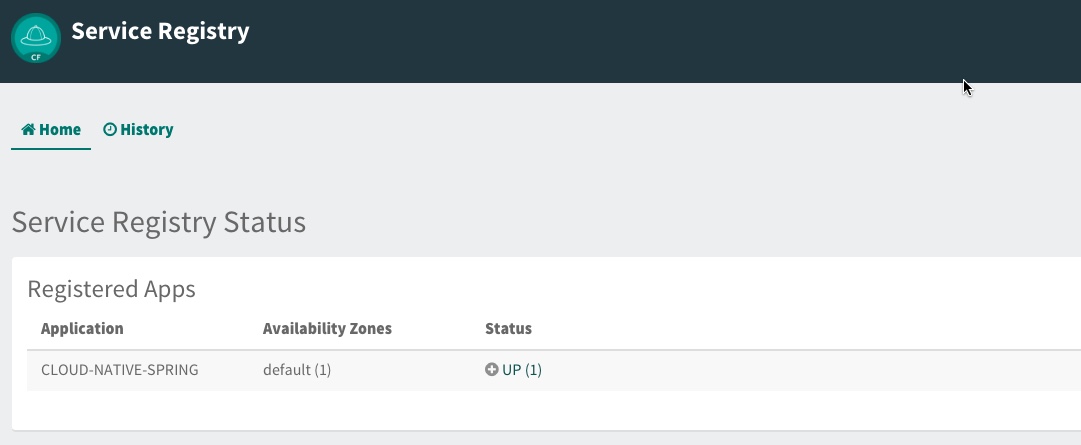 Service Registry
CF
Home History
Service Registry Status
Registered Apps
Application Availability Zones Status
CLOUD-NATIVE-SPRING default (1) UP (1)